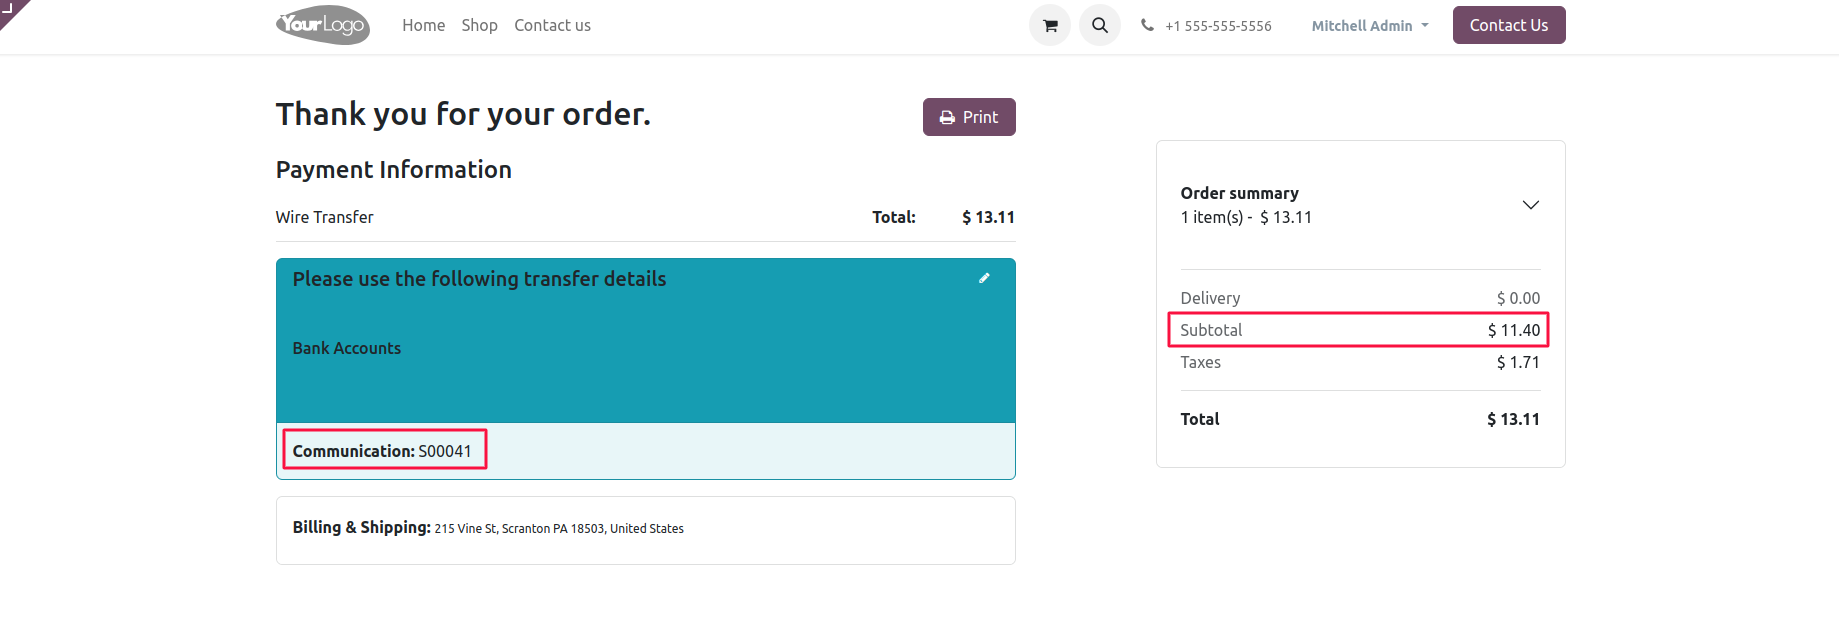 YourLogo Home Shop Contact us +1 555-555-5556 Mitchell Admin Contact Us
Thank you for your order.
Print
Payment Information
Wire Transfer Total: $ 13.11
Please use the following transfer details
Bank Accounts
Communication: S00041
Billing & Shipping: 215 Vine St, Scranton PA 18503, United States
Order summary
1 item(s) - $ 13.11
Delivery $ 0.00
Subtotal $ 11.40
Taxes $ 1.71
Total $ 13.11